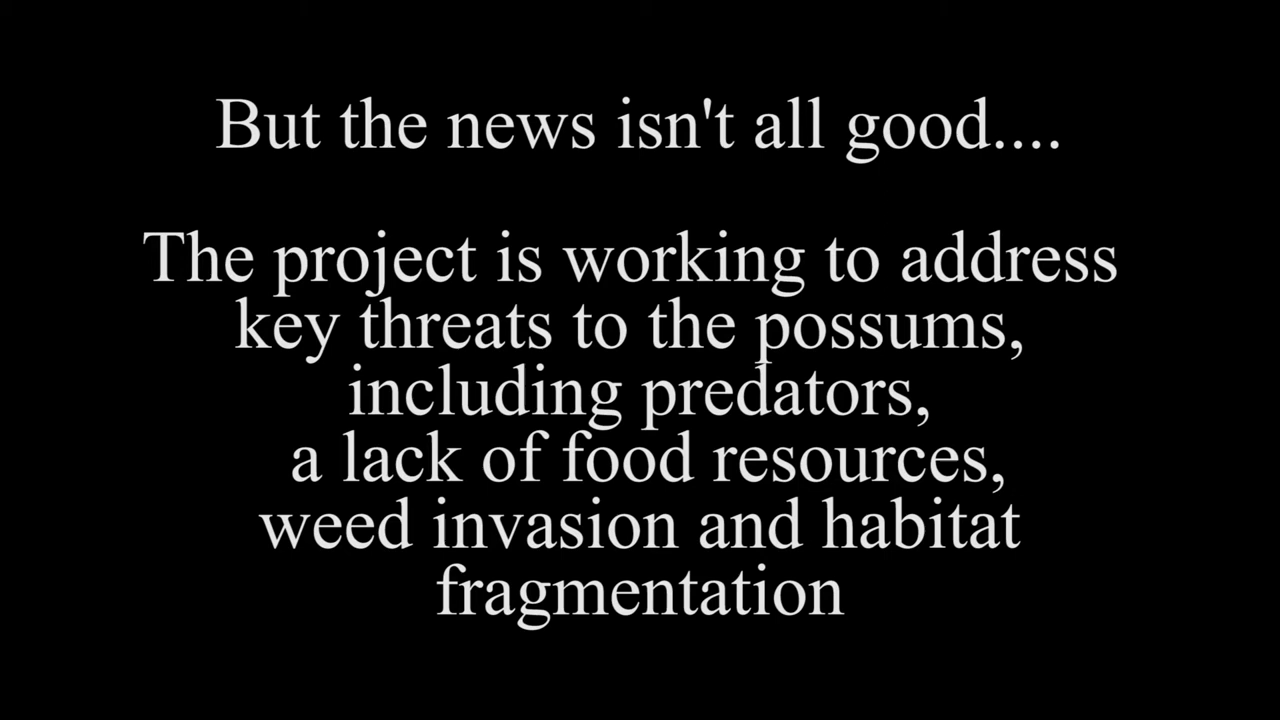 But the news isn't all good....
The project is working to address
key threats to the possums,
including predators,
a lack of food resources,
weed invasion and habitat
fragmentation